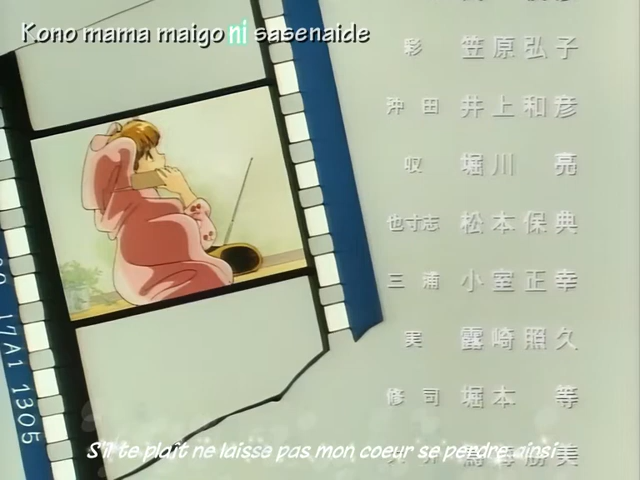 Kono mama maigo ni sasenaide
彩 笠原弘子
沖田 井上和彦
収 堀川 亮
也寸志 松本保典
三浦 小室正幸
実 露崎照久
修司 堀本 等
17A1 1305
S'il te plaît ne laisse pas mon coeur se perdre ainsi